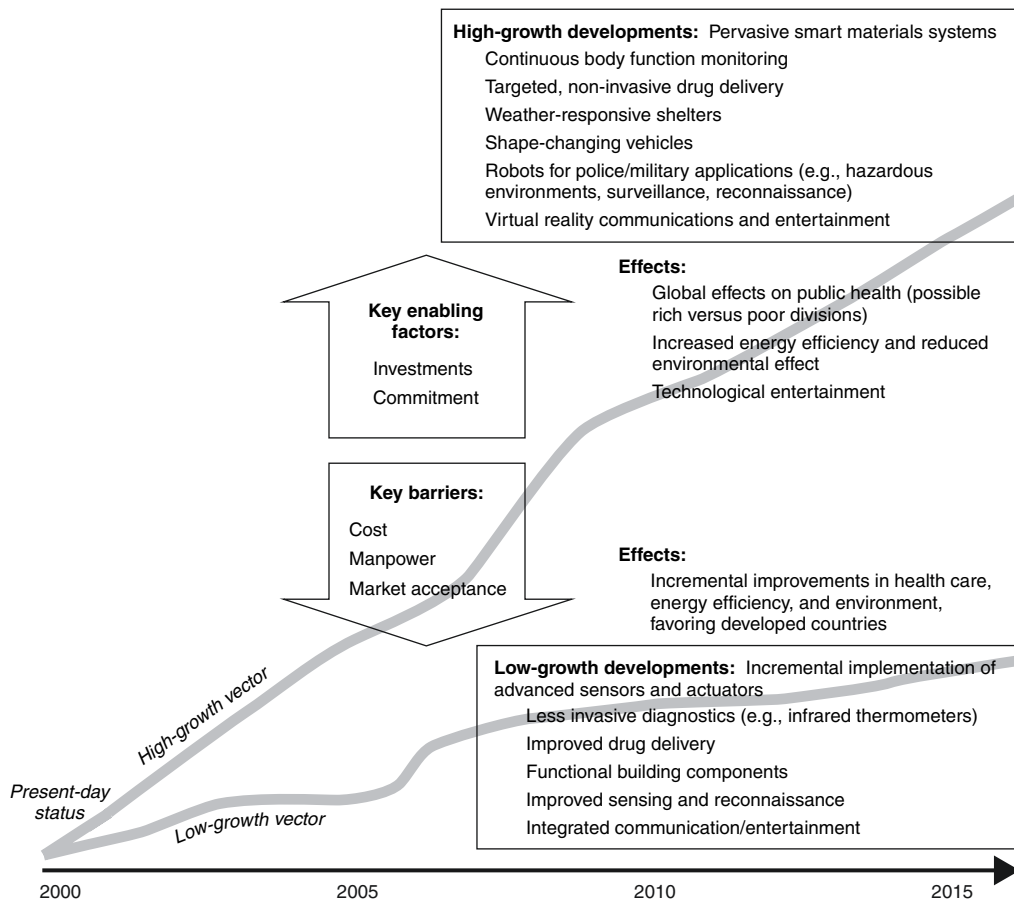 High-growth developments: Pervasive smart materials systems
Continuous body function monitoring
Targeted, non-invasive drug delivery
Weather-responsive shelters
Shape-changing vehicles
Robots for police/military applications (e.g., hazardous
environments, surveillance, reconnaissance)
Virtual reality communications and entertainment
Effects:
Global effects on public health (possible
rich versus poor divisions)
Increased energy efficiency and reduced
environmental effect
Technological entertainment
Key enabling
factors:
Investments
Commitment
Key barriers:
Cost
Manpower
Market acceptance
Effects:
Incremental improvements in health care,
energy efficiency, and environment,
favoring developed countries
Low-growth developments: Incremental implementation of
advanced sensors and actuators
Less invasive diagnostics (e.g., infrared thermometers)
Improved drug delivery
Functional building components
Improved sensing and reconnaissance
Integrated communication/entertainment
High-growth vector
Present-day
status
Low-growth vector
2000
2005
2010
2015